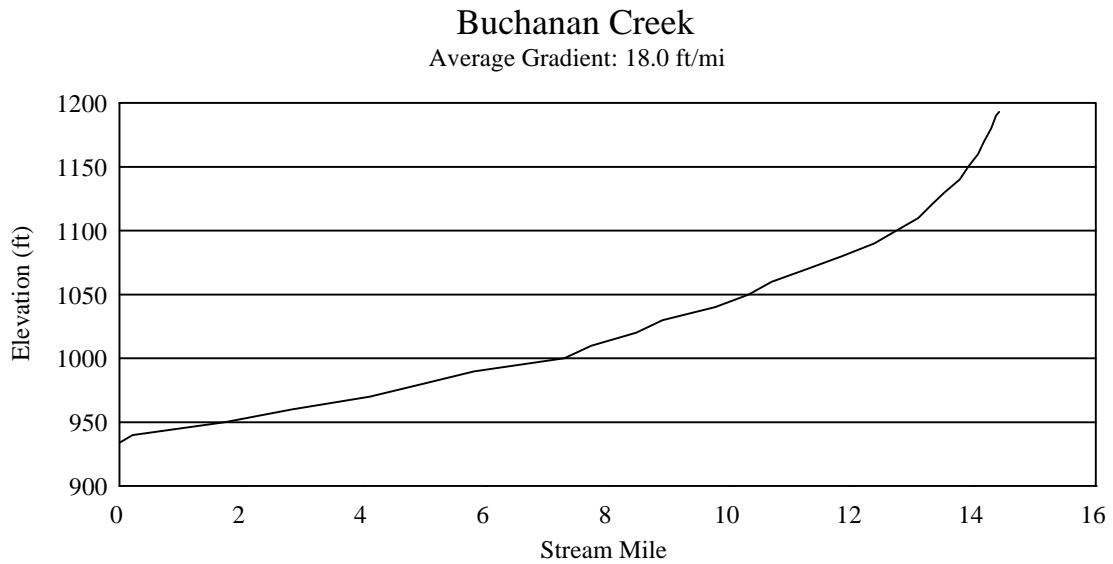 Buchanan Creek
Average Gradient: 18.0 ft/mi
1200
1150
1100
1050
1000
950
900
Elevation (ft)
0 2 4 6 8 10 12 14 16
Stream Mile